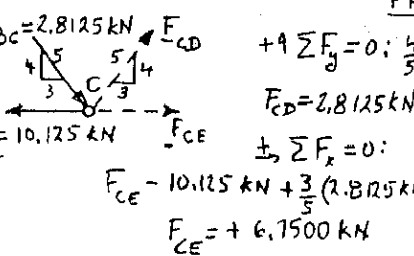 BC = 2.8125 kN
F_CD
5
4
3
C
5
4
3
= 10.125 kN
F_CE
+↑ ΣF_y = 0: 4/5
F_CD = 2.8125 kN
+→ ΣF_x = 0:
F_CE − 10.125 kN + 3/5 (2.8125 k
F_CE = + 6.7500 kN